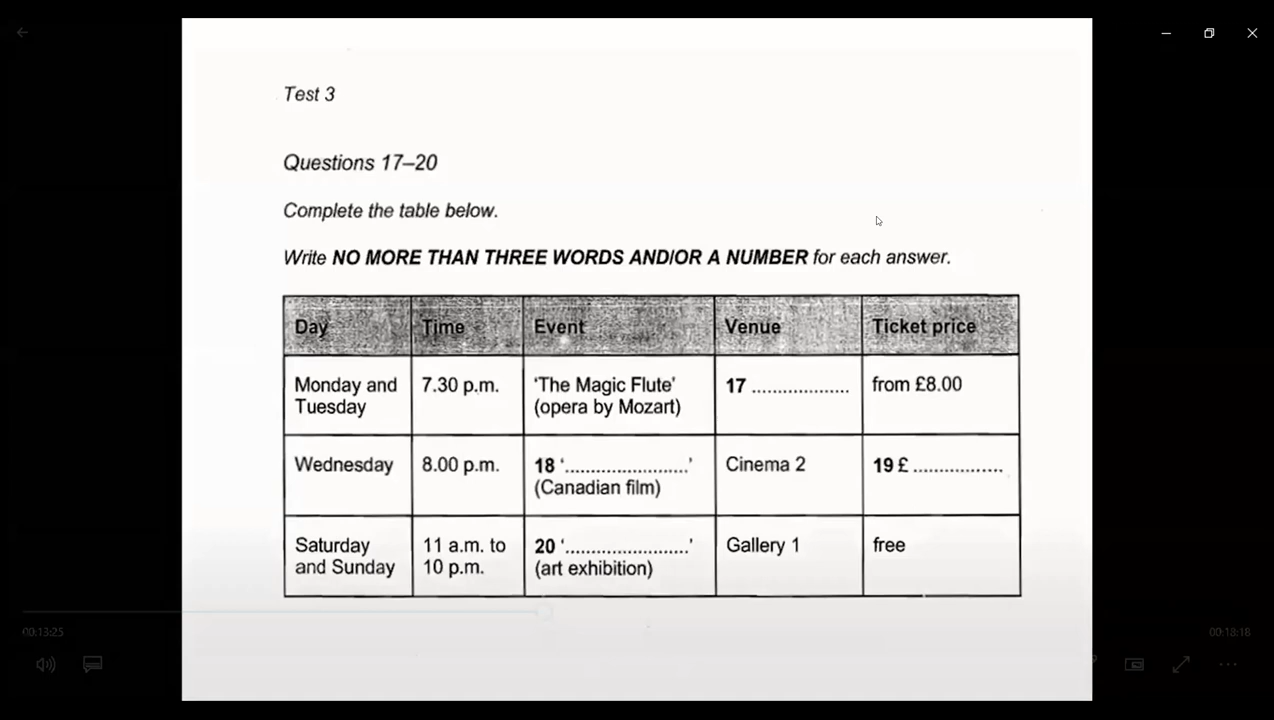 Test 3
Questions 17–20
Complete the table below.
Write NO MORE THAN THREE WORDS AND/OR A NUMBER for each answer.
Day Time Event Venue Ticket price
Monday and Tuesday 7.30 p.m. 'The Magic Flute' (opera by Mozart) 17 ................... from £8.00
Wednesday 8.00 p.m. 18 '........................' (Canadian film) Cinema 2 19 £ .................
Saturday and Sunday 11 a.m. to 10 p.m. 20 '........................' (art exhibition) Gallery 1 free
00:13:25
00:18:18